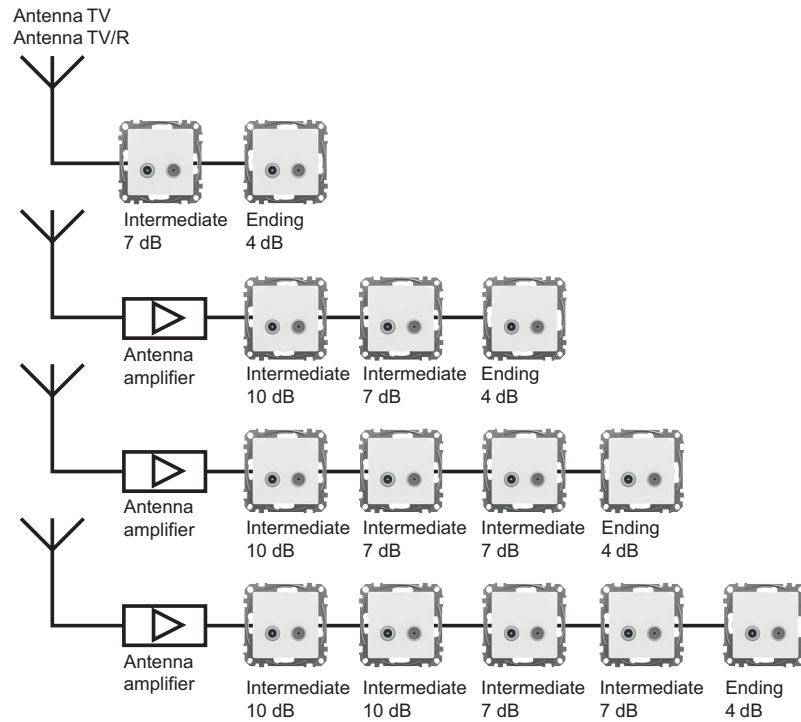 Antenna TV
Antenna TV/R
Intermediate
7 dB
Ending
4 dB
Antenna
amplifier
Intermediate
10 dB
Intermediate
7 dB
Ending
4 dB
Antenna
amplifier
Intermediate
10 dB
Intermediate
7 dB
Intermediate
7 dB
Ending
4 dB
Antenna
amplifier
Intermediate
10 dB
Intermediate
10 dB
Intermediate
7 dB
Intermediate
7 dB
Ending
4 dB